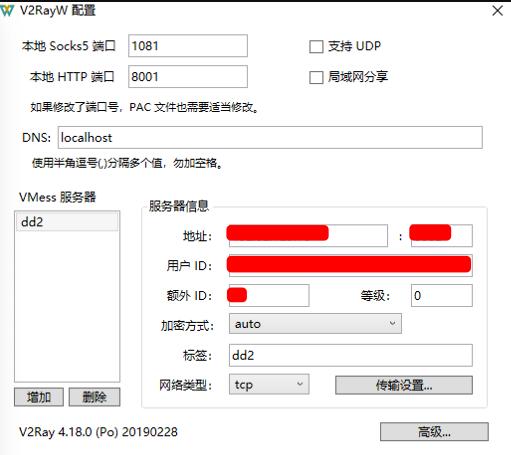 V2RayW 配置
本地 Socks5 端口 1081 支持 UDP
本地 HTTP 端口 8001 局域网分享
如果修改了端口号，PAC 文件也需要适当修改。
DNS: localhost
使用半角逗号(,)分隔多个值，勿加空格。
VMess 服务器
dd2
增加 删除
服务器信息
地址: :
用户 ID:
额外 ID: 等级: 0
加密方式: auto
标签: dd2
网络类型: tcp 传输设置...
V2Ray 4.18.0 (Po) 20190228 高级...